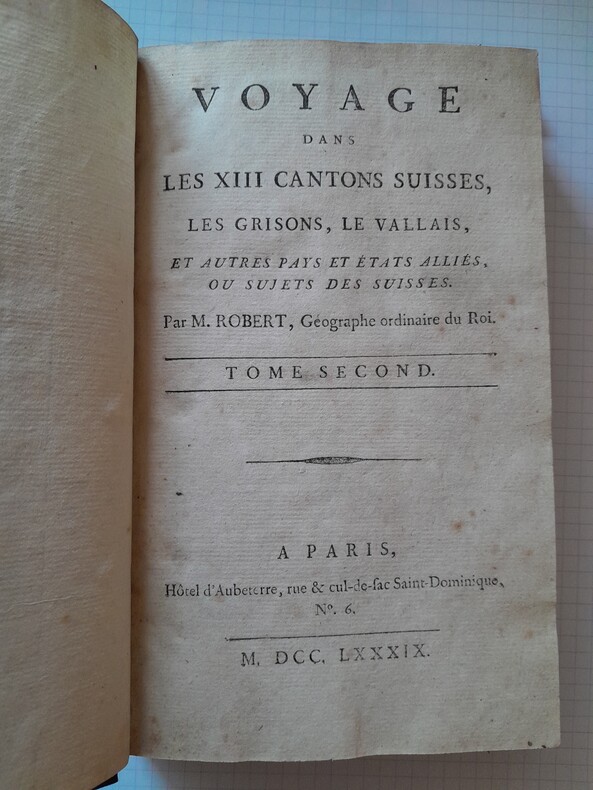 VOYAGE
DANS
LES XIII CANTONS SUISSES,
LES GRISONS, LE VALLAIS,
ET AUTRES PAYS ET ÉTATS ALLIÉS,
OU SUJETS DES SUISSES.
Par M. ROBERT, Géographe ordinaire du Roi.
TOME SECOND.
A PARIS,
Hôtel d'Aubeterre, rue & cul-de-ſac Saint-Dominique,
Nº. 6.
M. DCC. LXXXIX.